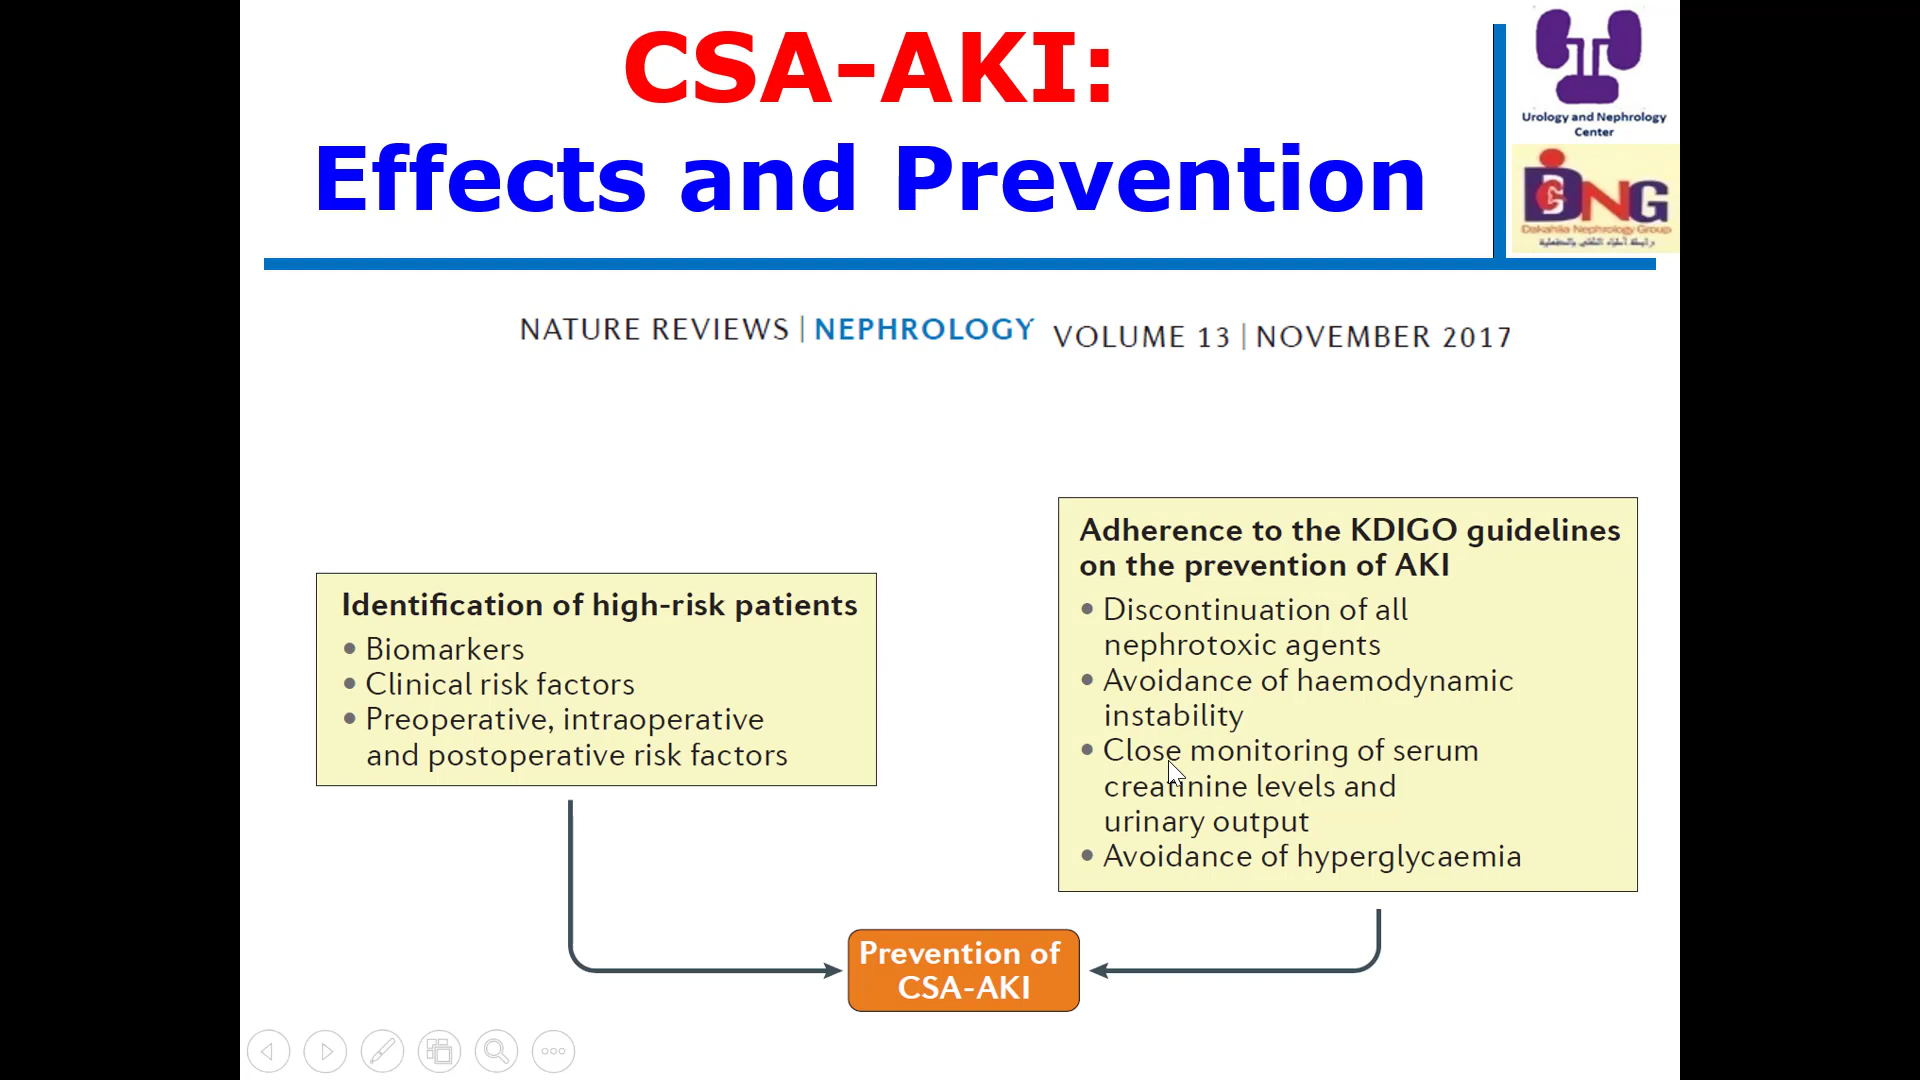 CSA-AKI:
Effects and Prevention
Urology and Nephrology
Center
DNG
Dakahlia Nephrology Group
NATURE REVIEWS | NEPHROLOGY VOLUME 13 | NOVEMBER 2017
Identification of high-risk patients
• Biomarkers
• Clinical risk factors
• Preoperative, intraoperative
and postoperative risk factors
Adherence to the KDIGO guidelines
on the prevention of AKI
• Discontinuation of all
nephrotoxic agents
• Avoidance of haemodynamic
instability
• Close monitoring of serum
creatinine levels and
urinary output
• Avoidance of hyperglycaemia
Prevention of
CSA-AKI